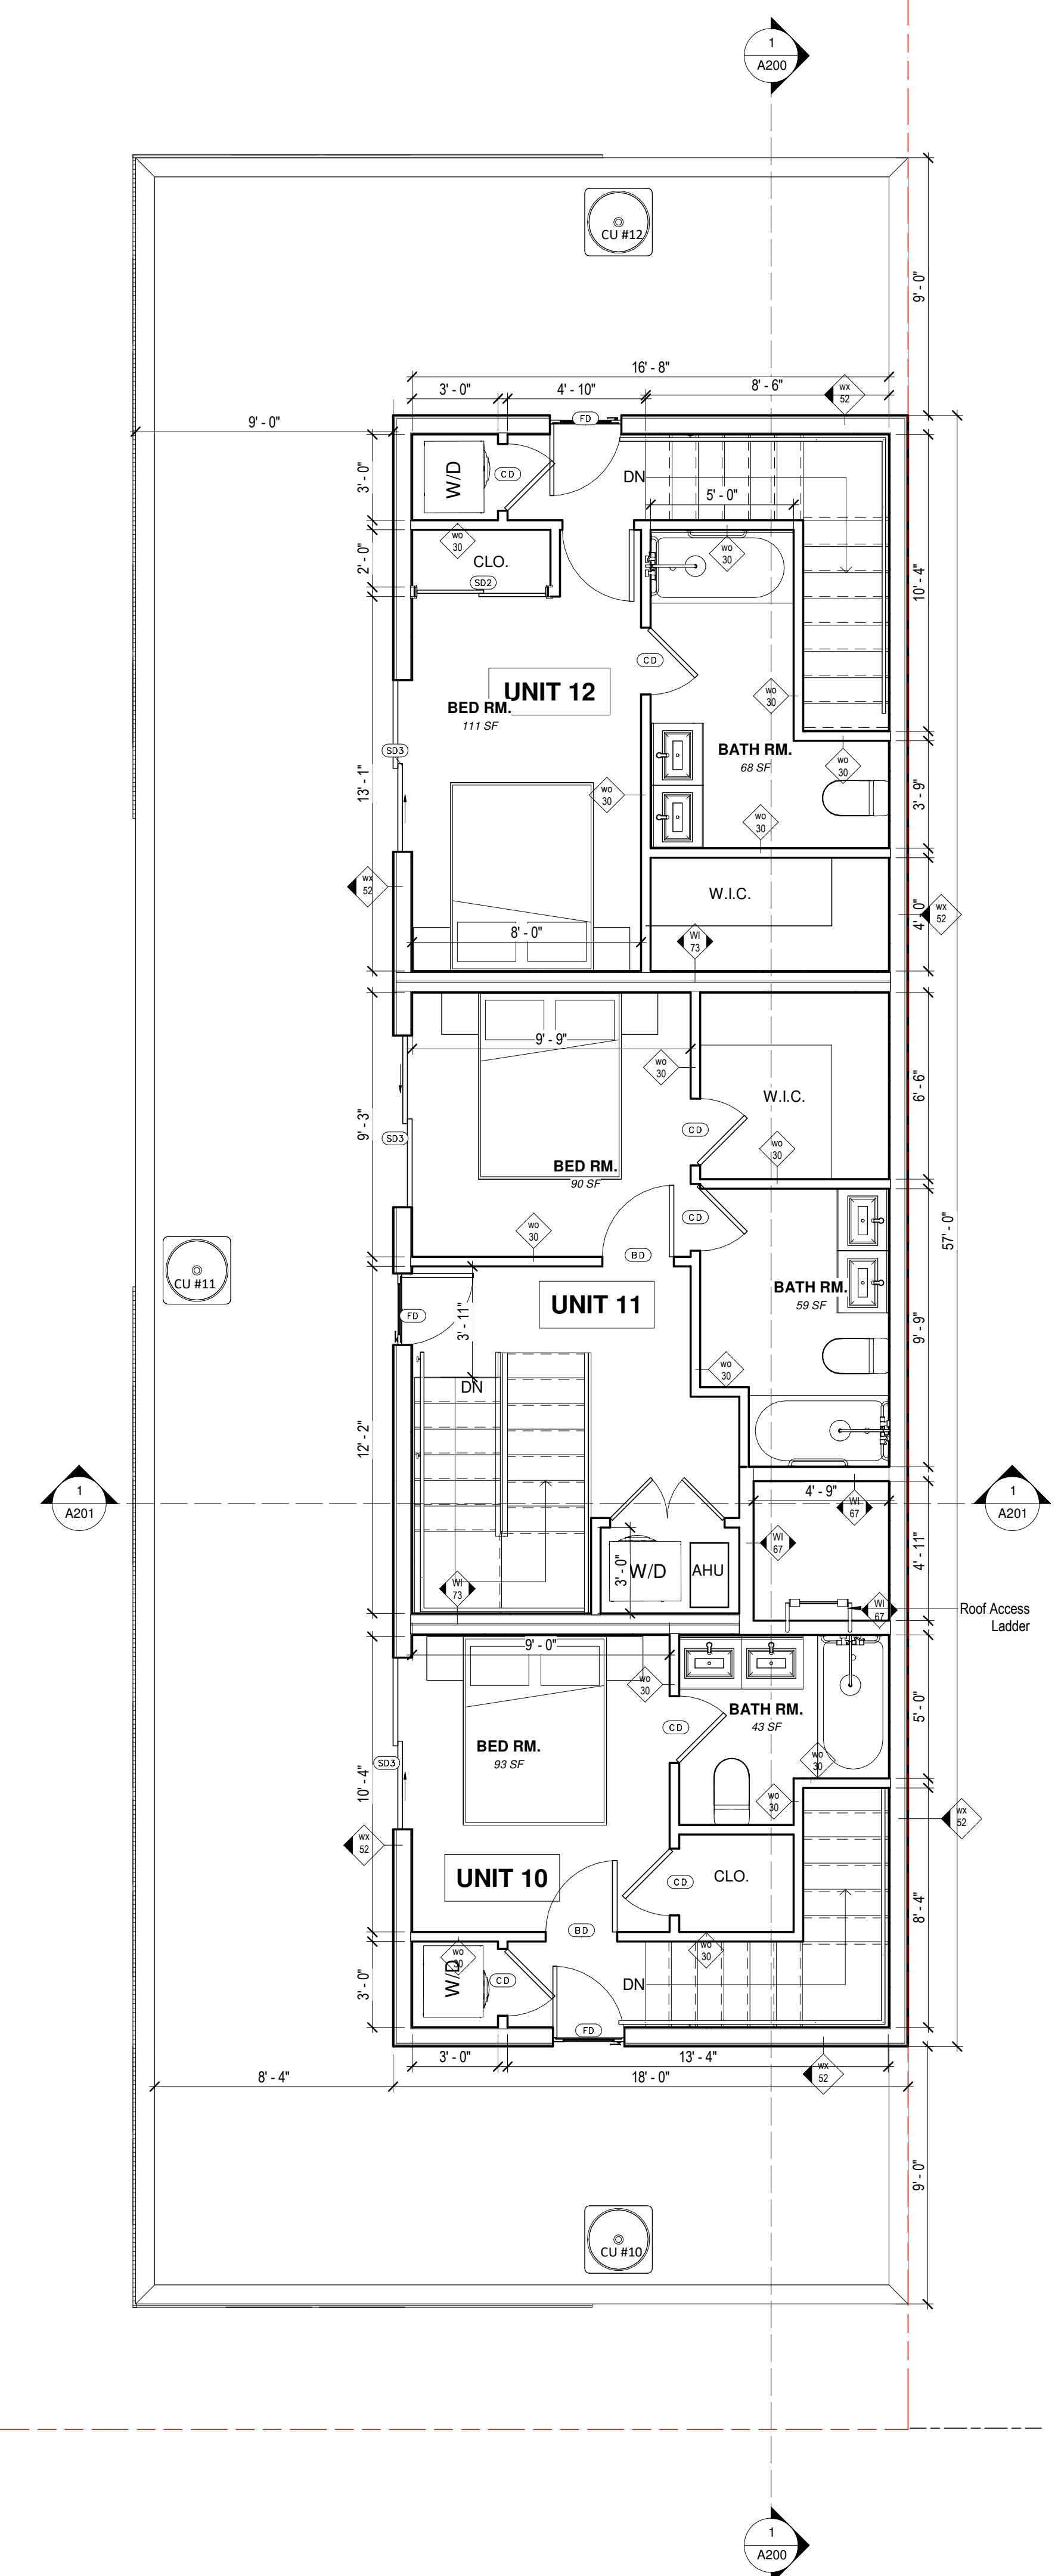 1
A200
CU #12
9' - 0"
16' - 8"
3' - 0"
4' - 10"
8' - 6"
WX
52
9' - 0"
FD
3' - 0"
W/D
CD
DN
5' - 0"
2' - 0"
WO
30
CLO.
WO
30
SD2
10' - 4"
CD
UNIT 12
BED RM.
111 SF
WO
30
SD3
BATH RM.
68 SF
WO
30
13' - 1"
WO
30
WO
30
3' - 9"
WX
52
W.I.C.
WX
52
4' - 0"
8' - 0"
WI
73
9' - 9"
WO
30
W.I.C.
6' - 6"
9' - 3"
SD3
CD
WO
30
BED RM.
90 SF
WO
30
CD
BD
57' - 0"
CU #11
BATH RM.
59 SF
UNIT 11
FD
3' - 11"
9' - 9"
WO
30
DN
12' - 2"
1
A201
4' - 9"
WI
67
1
A201
WI
67
4' - 11"
3' - 0"
W/D
AHU
WI
73
WI
67
Roof Access
Ladder
9' - 0"
WO
30
BATH RM.
43 SF
5' - 0"
CD
BED RM.
93 SF
SD3
WO
30
10' - 4"
WO
30
WX
52
WX
52
UNIT 10
CD
CLO.
8' - 4"
BD
WO
30
WO
30
W/D
CD
DN
3' - 0"
FD
3' - 0"
13' - 4"
WX
52
8' - 4"
18' - 0"
9' - 0"
CU #10
1
A200